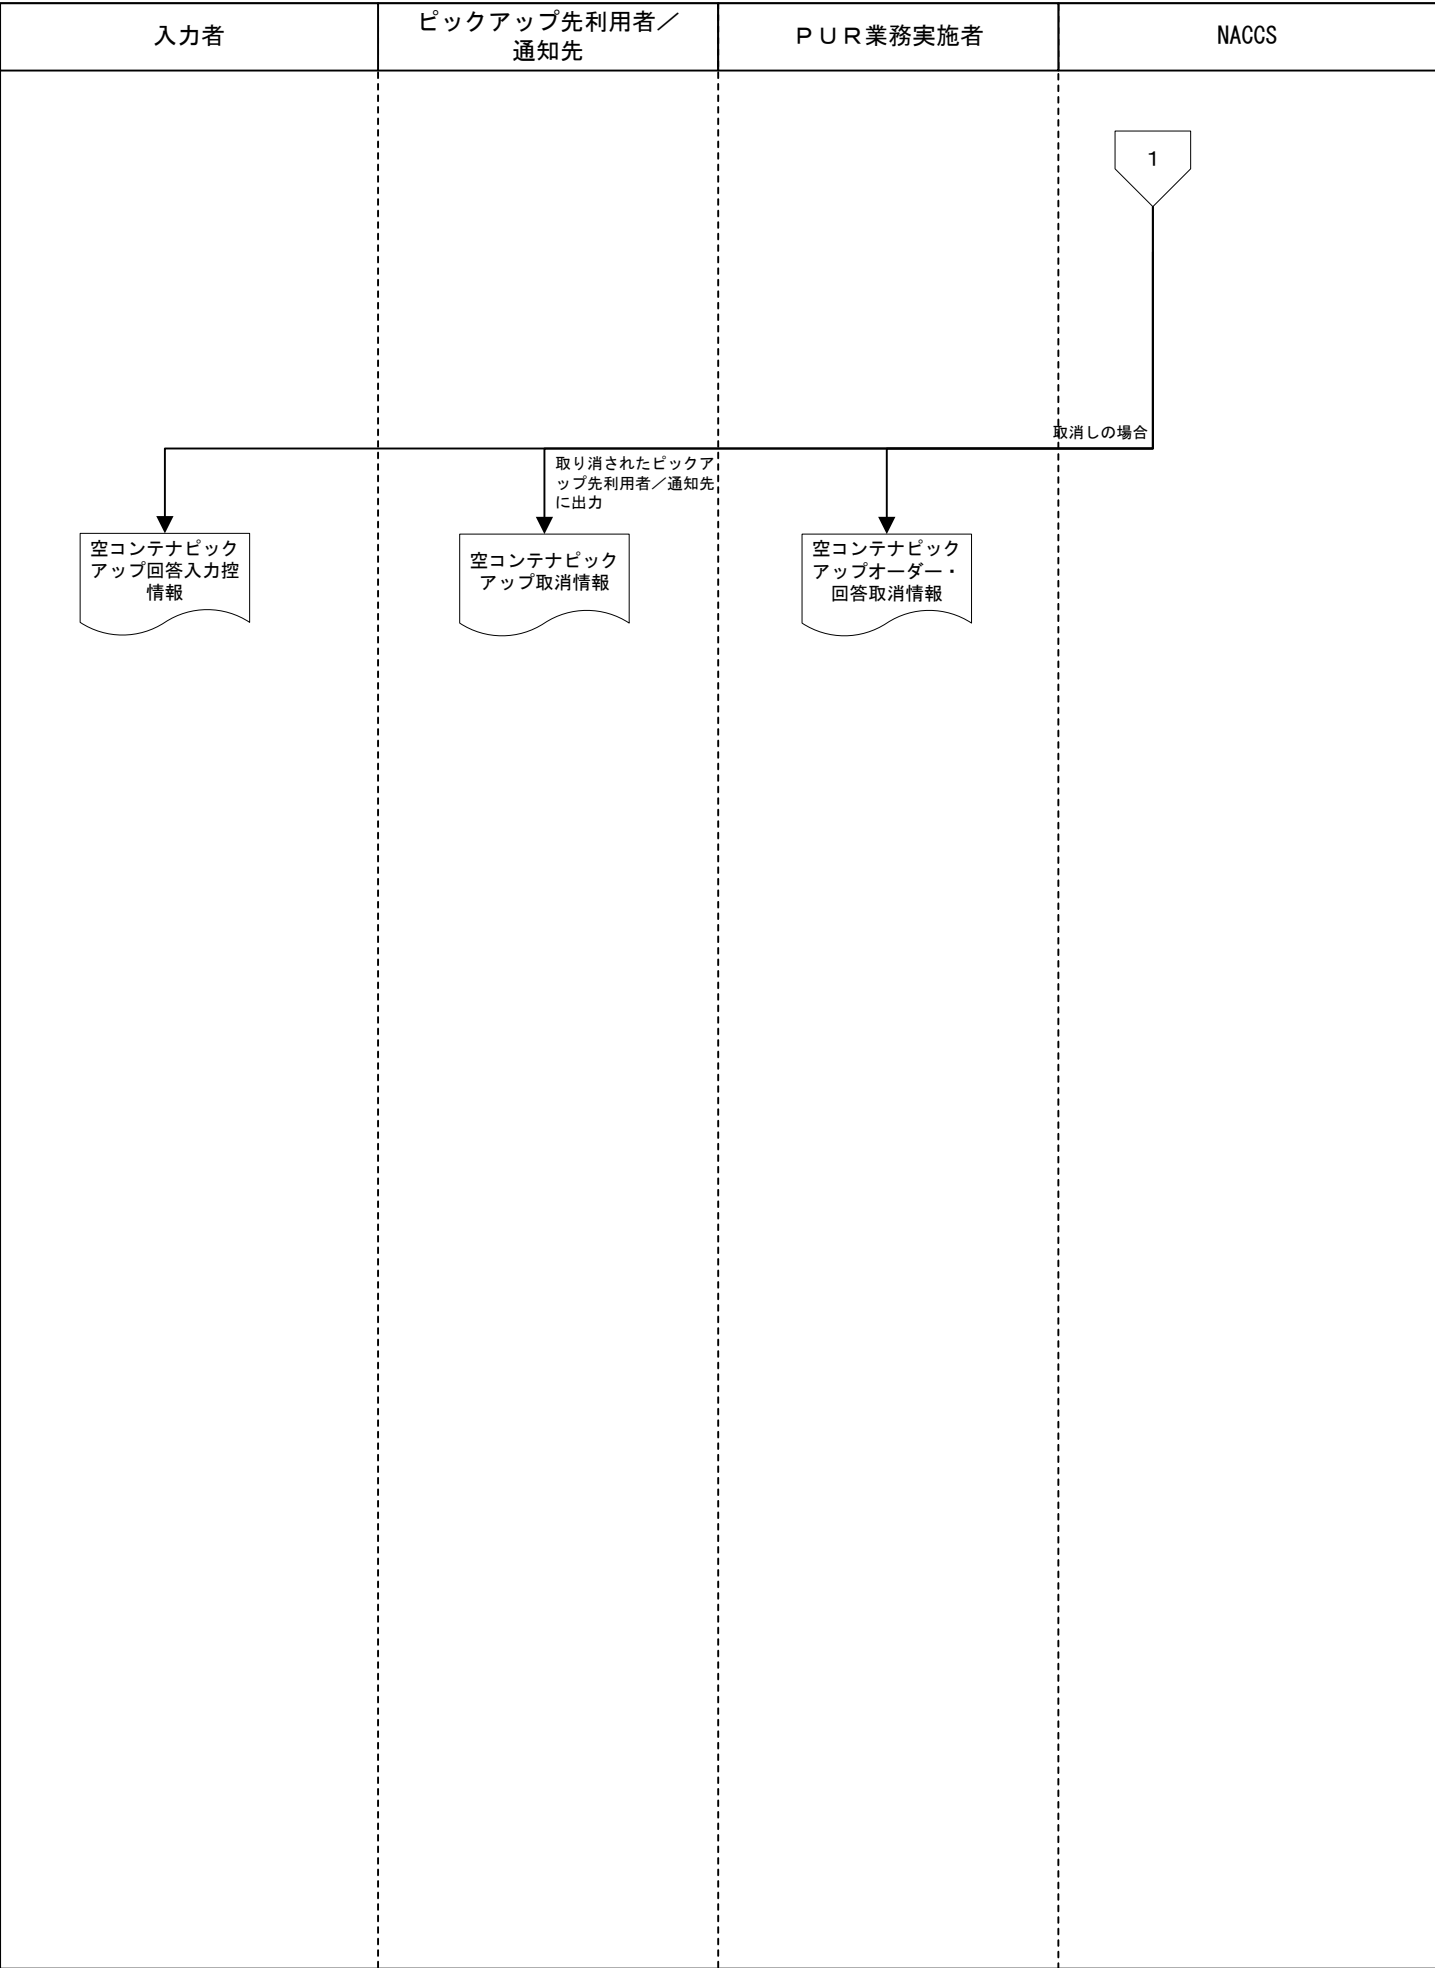 入力者
ピックアップ先利用者／
通知先
ＰＵＲ業務実施者
NACCS
1
取消しの場合
取り消されたピックア
ップ先利用者／通知先
に出力
空コンテナピック
アップ回答入力控
情報
空コンテナピック
アップ取消情報
空コンテナピック
アップオーダー・
回答取消情報